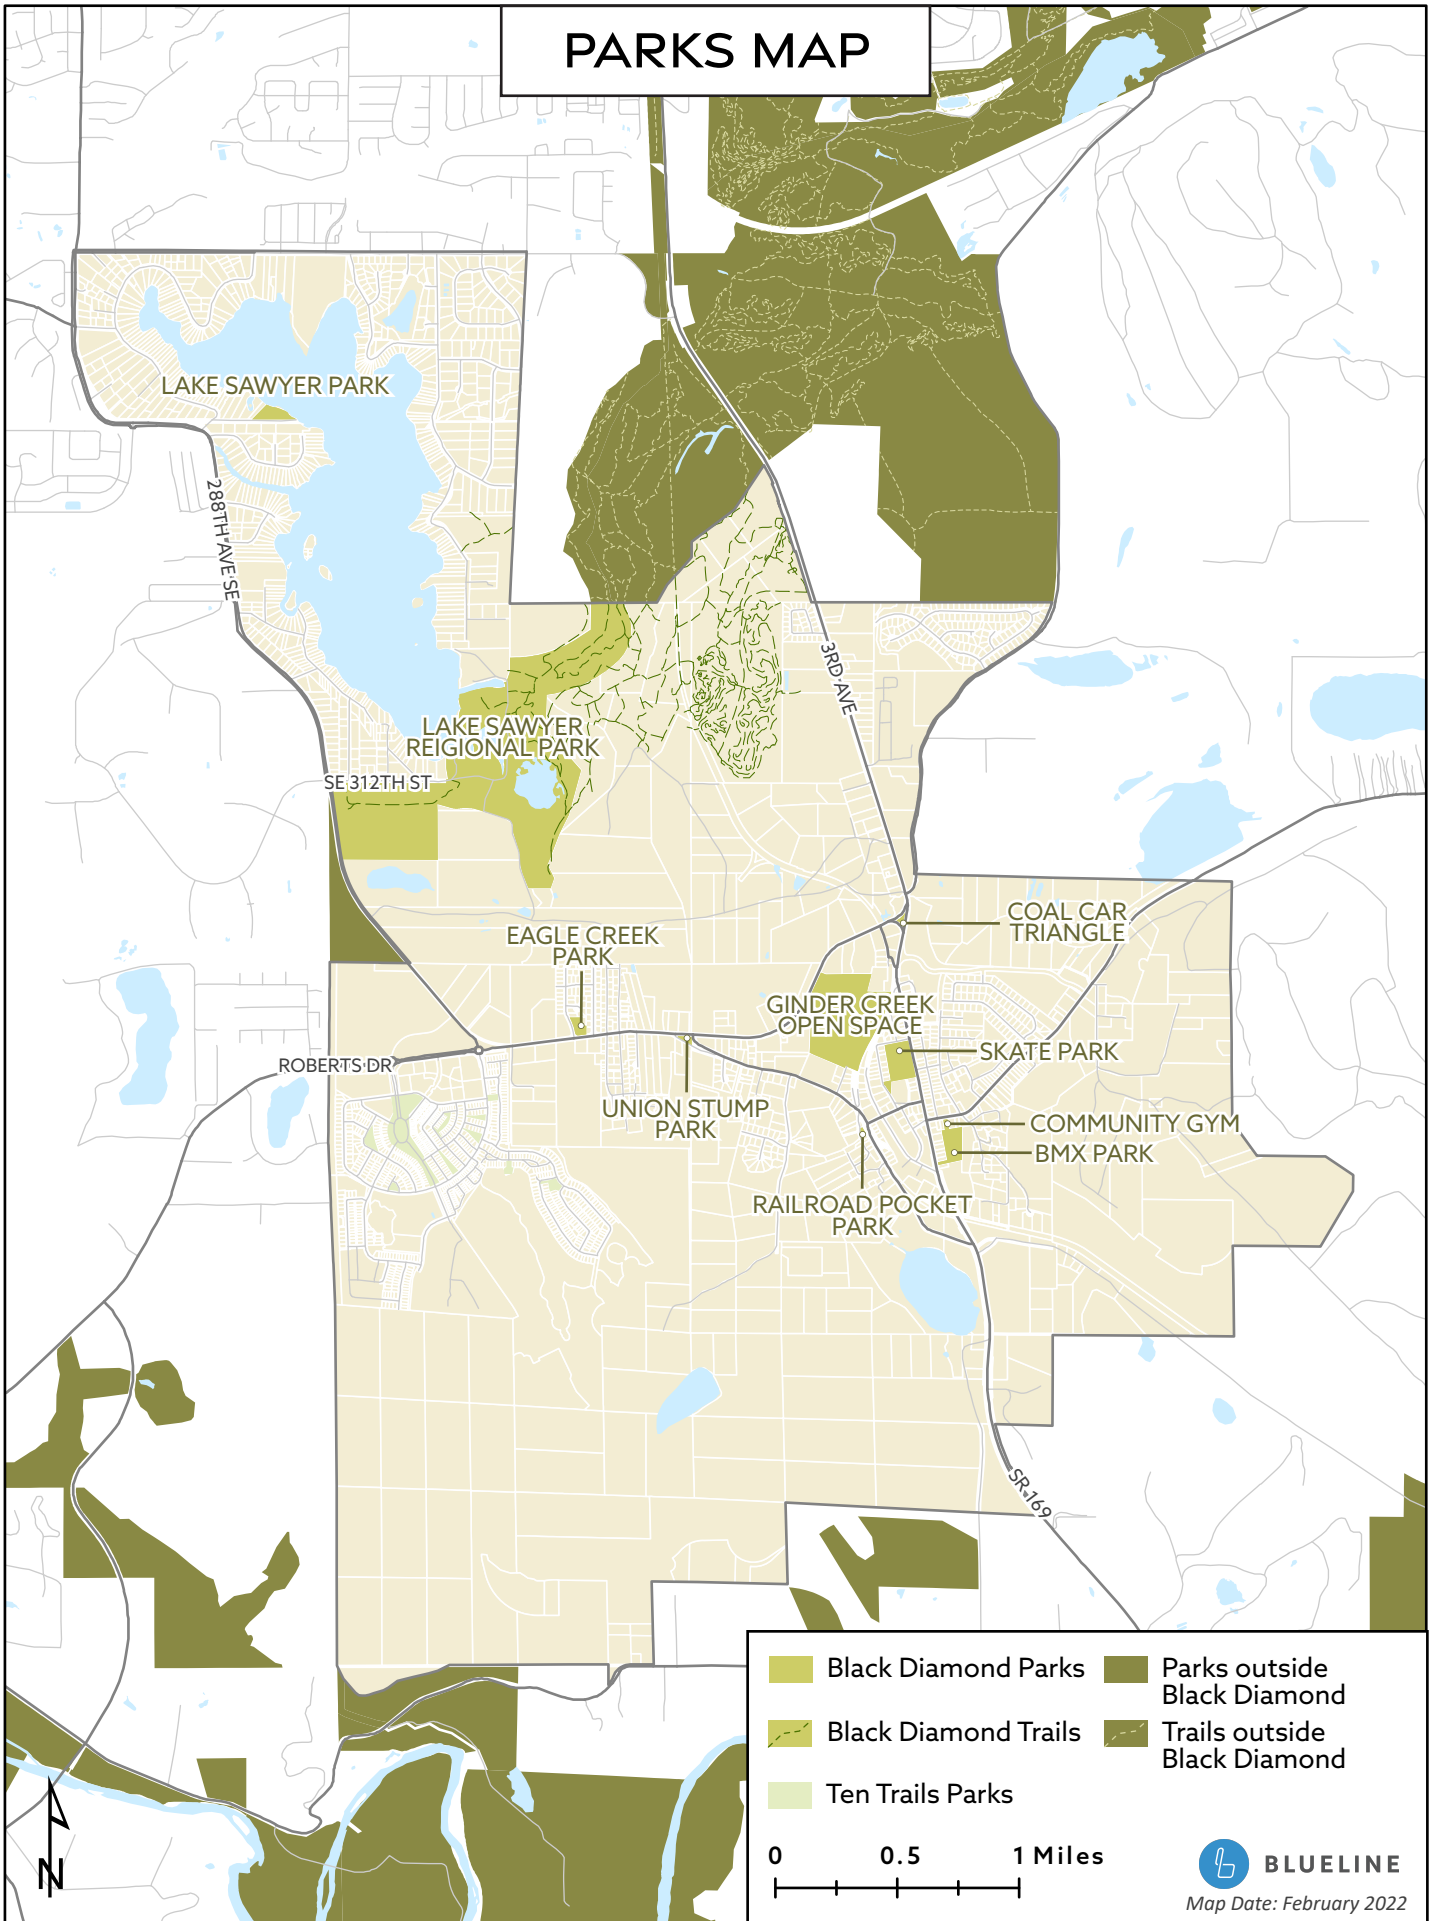 PARKS MAP
LAKE SAWYER PARK
288TH AVE SE
3RD AVE
LAKE SAWYER
REIGIONAL PARK
SE 312TH ST
COAL CAR
TRIANGLE
EAGLE CREEK
PARK
GINDER CREEK
OPEN SPACE
SKATE PARK
ROBERTS DR
UNION STUMP
PARK
COMMUNITY GYM
BMX PARK
RAILROAD POCKET
PARK
SR 169
Black Diamond Parks
Parks outside
Black Diamond
Black Diamond Trails
Trails outside
Black Diamond
Ten Trails Parks
0 0.5 1 Miles
N
BLUELINE
Map Date: February 2022